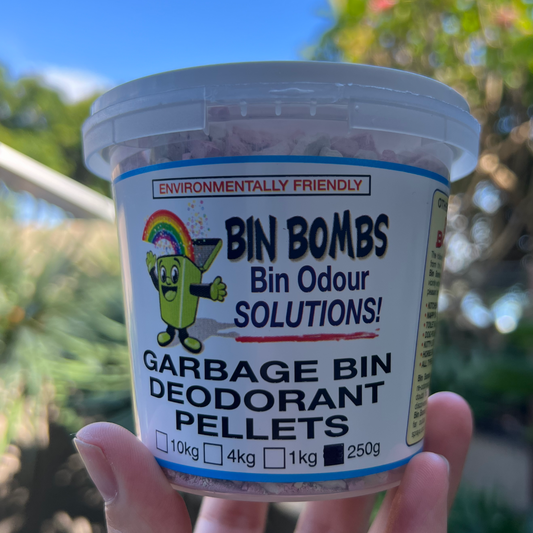 ENVIRONMENTALLY FRIENDLY
BIN BOMBS
Bin Odour
SOLUTIONS!
GARBAGE BIN
DEODORANT
PELLETS
10kg 4kg 1kg 250g